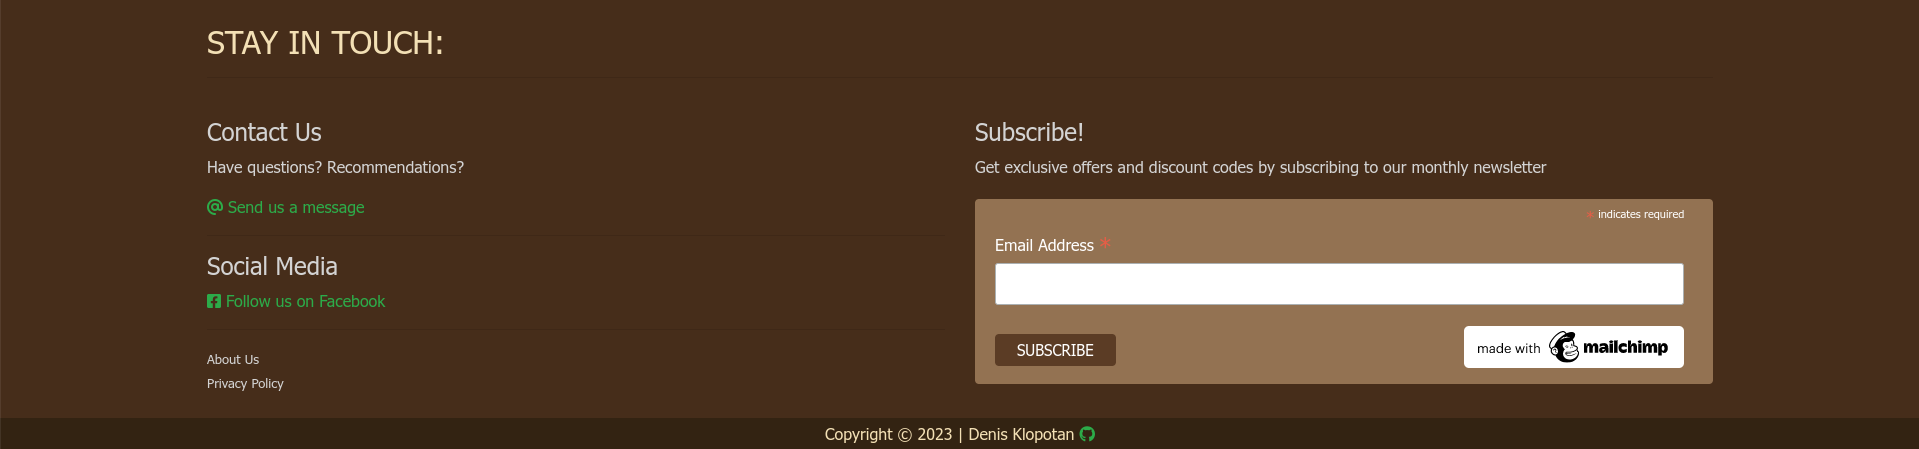 STAY IN TOUCH:
Contact Us
Have questions? Recommendations?
Send us a message
Social Media
Follow us on Facebook
About Us
Privacy Policy
Subscribe!
Get exclusive offers and discount codes by subscribing to our monthly newsletter
* indicates required
Email Address *
SUBSCRIBE
made with mailchimp
Copyright © 2023 | Denis Klopotan